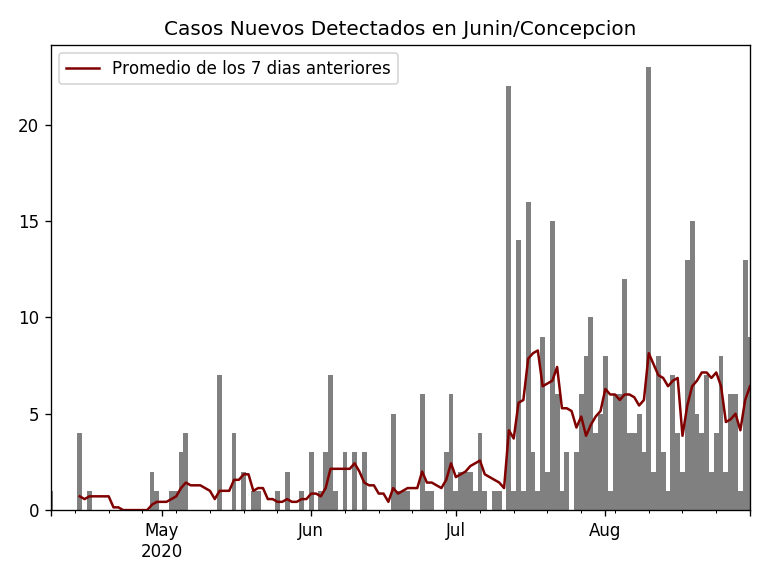 Casos Nuevos Detectados en Junin/Concepcion
Promedio de los 7 dias anteriores
20
15
10
5
0
May
2020
Jun
Jul
Aug